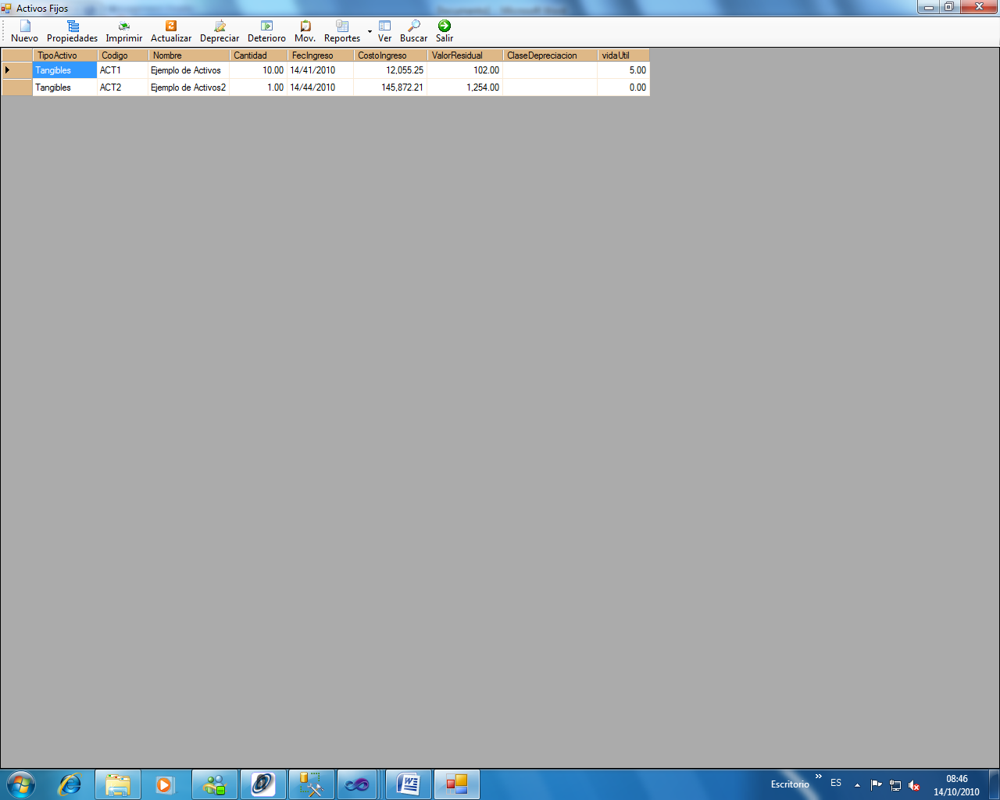 Activos Fijos
Nuevo Propiedades Imprimir Actualizar Depreciar Deterioro Mov. Reportes Ver Buscar Salir
TipoActivo Codigo Nombre Cantidad FecIngreso CostoIngreso ValorResidual ClaseDepreciacion vidaUtil
Tangibles ACT1 Ejemplo de Activos 10.00 14/41/2010 12,055.25 102.00 5.00
Tangibles ACT2 Ejemplo de Activos2 1.00 14/44/2010 145,872.21 1,254.00 0.00
Escritorio » ES 08:46
14/10/2010